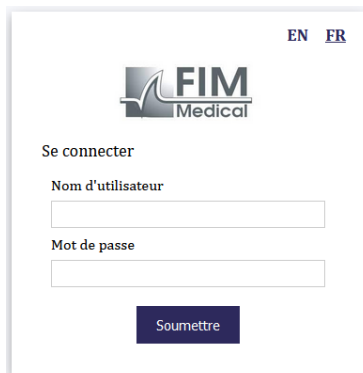 EN FR
FIM
Medical
Se connecter
Nom d'utilisateur
Mot de passe
Soumettre